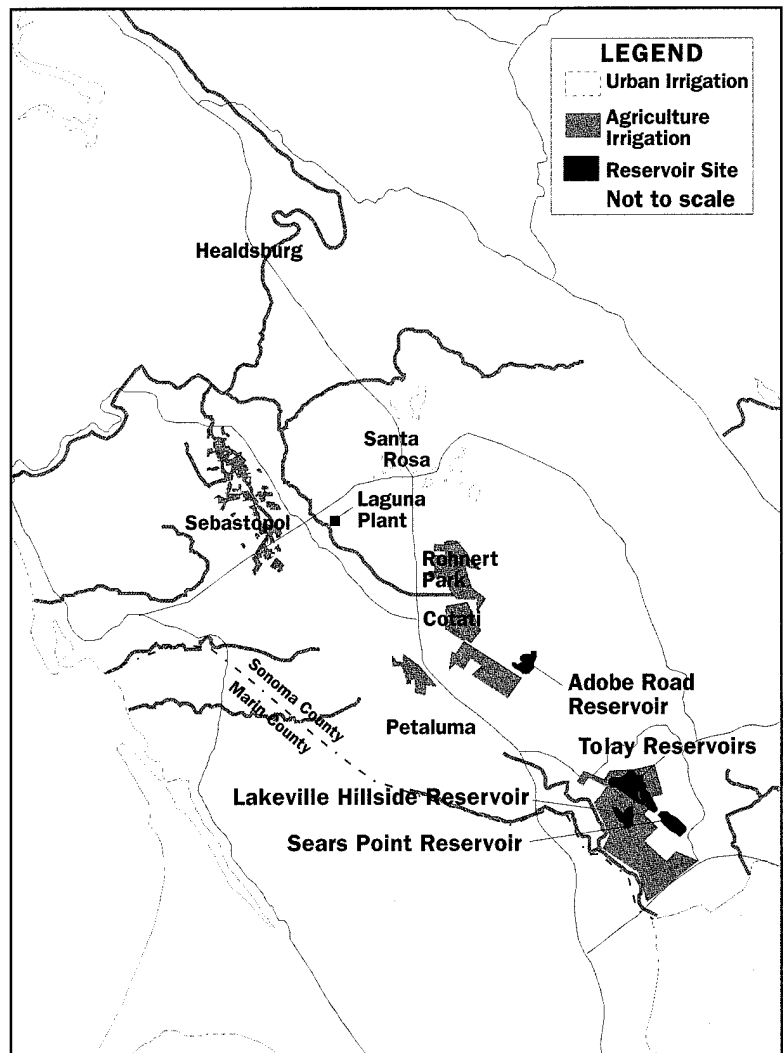 LEGEND
Urban Irrigation
Agriculture
Irrigation
Reservoir Site
Not to scale
Healdsburg
Santa
Rosa
Laguna
Plant
Sebastopol
Rohnert
Park
Cotati
Adobe Road
Reservoir
Sonoma County
Marin County
Petaluma
Tolay Reservoirs
Lakeville Hillside Reservoir
Sears Point Reservoir